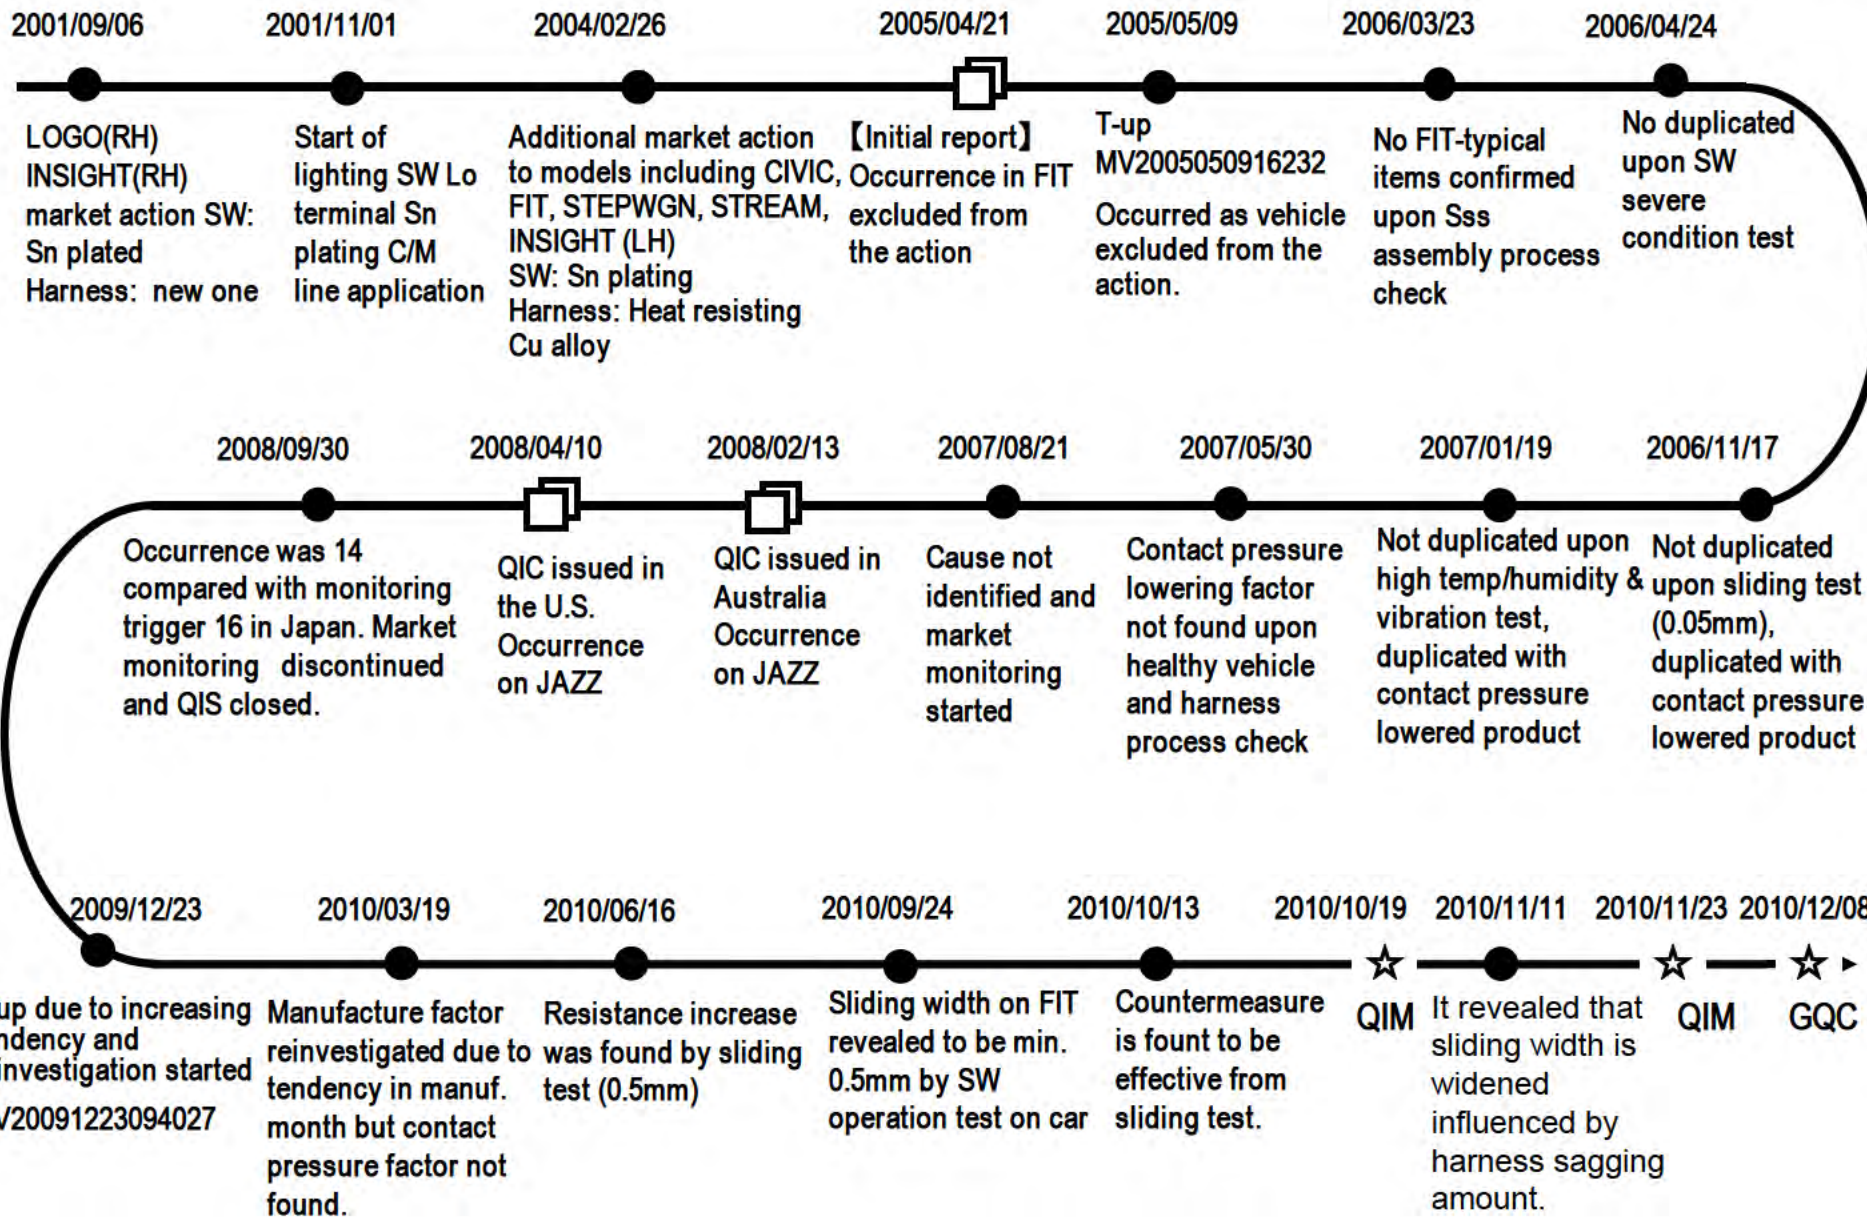 2001/09/06
LOGO(RH)
INSIGHT(RH)
market action SW:
Sn plated
Harness: new one
2001/11/01
Start of
lighting SW Lo
terminal Sn
plating C/M
line application
2004/02/26
Additional market action
to models including CIVIC,
FIT, STEPWGN, STREAM,
INSIGHT (LH)
SW: Sn plating
Harness: Heat resisting
Cu alloy
2005/04/21
【Initial report】
Occurrence in FIT
excluded from
the action
2005/05/09
T-up
MV2005050916232
Occurred as vehicle
excluded from the
action.
2006/03/23
No FIT-typical
items confirmed
upon Sss
assembly process
check
2006/04/24
No duplicated
upon SW
severe
condition test
2006/11/17
Not duplicated
upon sliding test
(0.05mm),
duplicated with
contact pressure
lowered product
2007/01/19
Not duplicated upon
high temp/humidity &
vibration test,
duplicated with
contact pressure
lowered product
2007/05/30
Contact pressure
lowering factor
not found upon
healthy vehicle
and harness
process check
2007/08/21
Cause not
identified and
market
monitoring
started
2008/02/13
QIC issued in
Australia
Occurrence
on JAZZ
2008/04/10
QIC issued in
the U.S.
Occurrence
on JAZZ
2008/09/30
Occurrence was 14
compared with monitoring
trigger 16 in Japan. Market
monitoring discontinued
and QIS closed.
2009/12/23
up due to increasing
ndency and
investigation started
V20091223094027
2010/03/19
Manufacture factor
reinvestigated due to
tendency in manuf.
month but contact
pressure factor not
found.
2010/06/16
Resistance increase
was found by sliding
test (0.5mm)
2010/09/24
Sliding width on FIT
revealed to be min.
0.5mm by SW
operation test on car
2010/10/13
Countermeasure
is fount to be
effective from
sliding test.
2010/10/19
QIM
2010/11/11
It revealed that
sliding width is
widened
influenced by
harness sagging
amount.
2010/11/23
QIM
2010/12/08
GQC